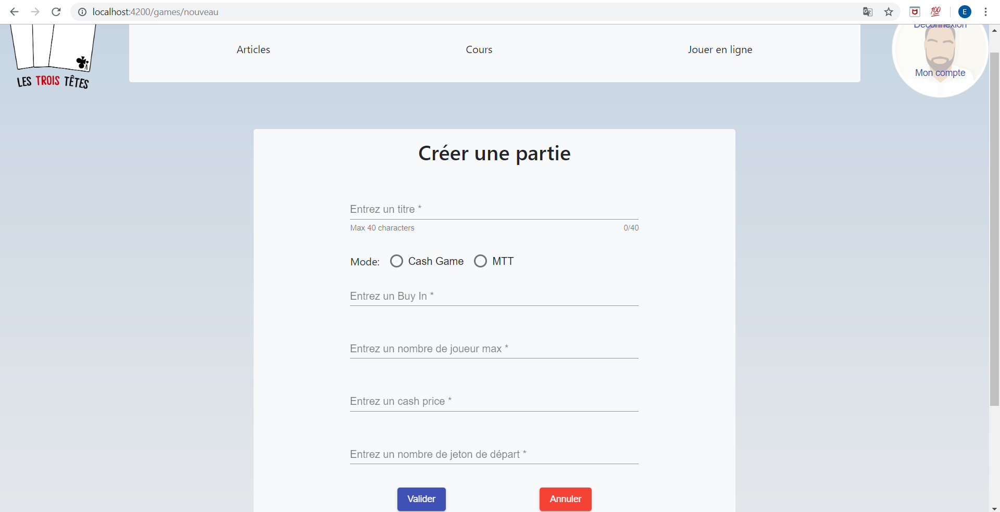 localhost:4200/games/nouveau
E
Déconnexion
Articles
Cours
Jouer en ligne
Mon compte
LES TROIS TÊTES
Créer une partie
Entrez un titre *
Max 40 characters
0/40
Mode:
Cash Game
MTT
Entrez un Buy In *
Entrez un nombre de joueur max *
Entrez un cash price *
Entrez un nombre de jeton de départ *
Valider
Annuler